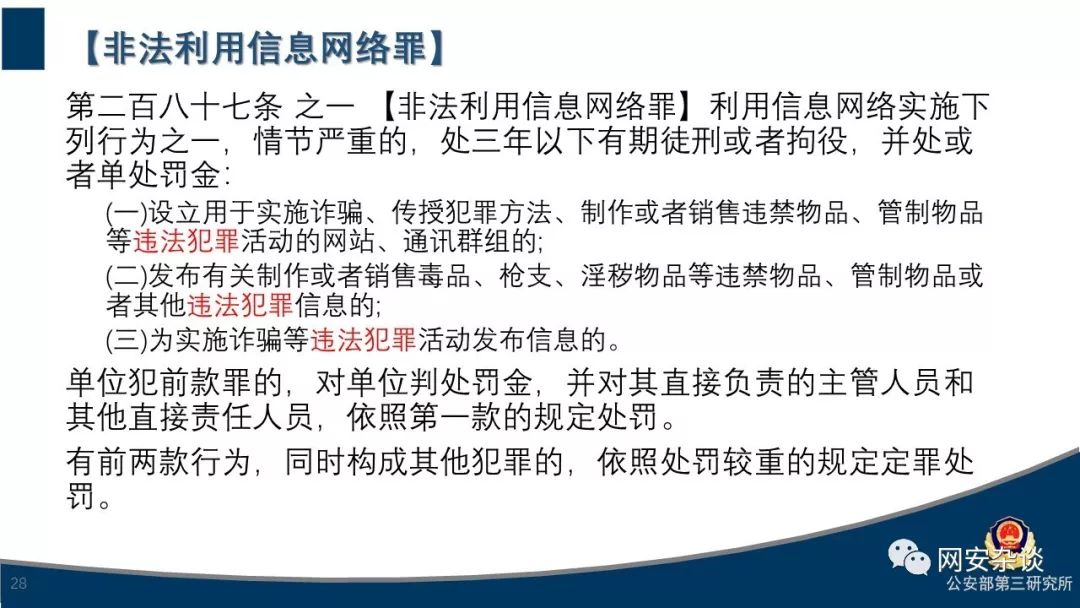 【非法利用信息网络罪】
第二百八十七条 之一 【非法利用信息网络罪】利用信息网络实施下
列行为之一，情节严重的，处三年以下有期徒刑或者拘役，并处或
者单处罚金：
(一)设立用于实施诈骗、传授犯罪方法、制作或者销售违禁物品、管制物品
等违法犯罪活动的网站、通讯群组的;
(二)发布有关制作或者销售毒品、枪支、淫秽物品等违禁物品、管制物品或
者其他违法犯罪信息的;
(三)为实施诈骗等违法犯罪活动发布信息的。
单位犯前款罪的，对单位判处罚金，并对其直接负责的主管人员和
其他直接责任人员，依照第一款的规定处罚。
有前两款行为，同时构成其他犯罪的，依照处罚较重的规定定罪处
罚。
28
网安杂谈
公安部第三研究所